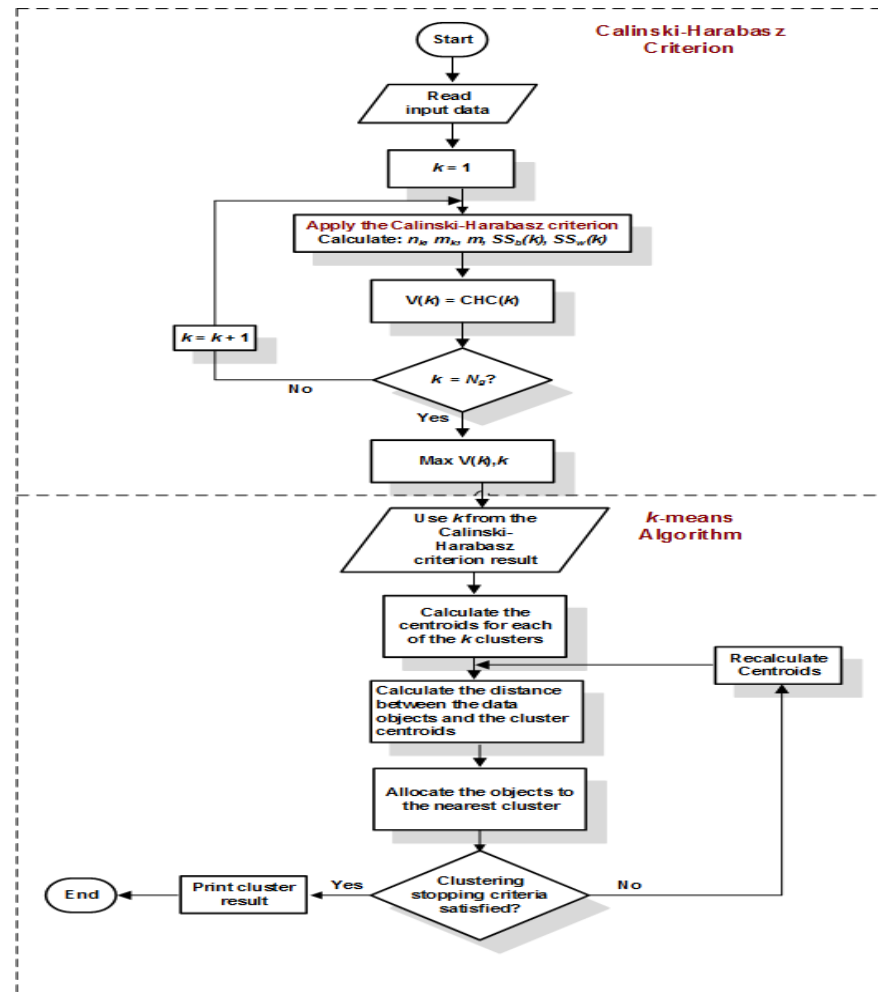 Start
Calinski-Harabasz
Criterion
Read
input data
k = 1
Apply the Calinski-Harabasz criterion
Calculate: nk, mk, m, SSb(k), SSw(k)
V(k) = CHC(k)
k = k + 1
k = Ng?
No
Yes
Max V(k),k
Use k from the
Calinski-
Harabasz
criterion result
k-means
Algorithm
Calculate the
centroids for each
of the k clusters
Recalculate
Centroids
Calculate the distance
between the data
objects and the cluster
centroids
Allocate the objects to
the nearest cluster
Clustering
stopping criteria
satisfied?
Yes
No
Print cluster
result
End